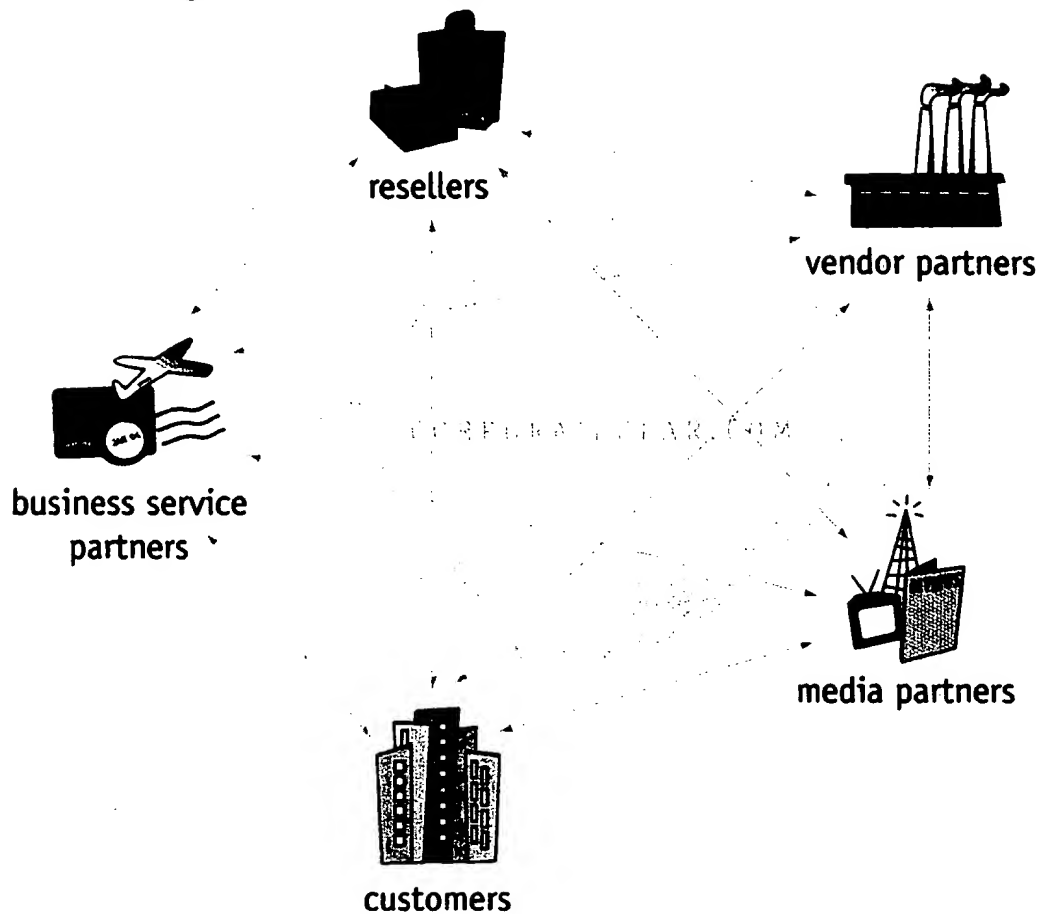 resellers
vendor partners
business service
partners
media partners
customers